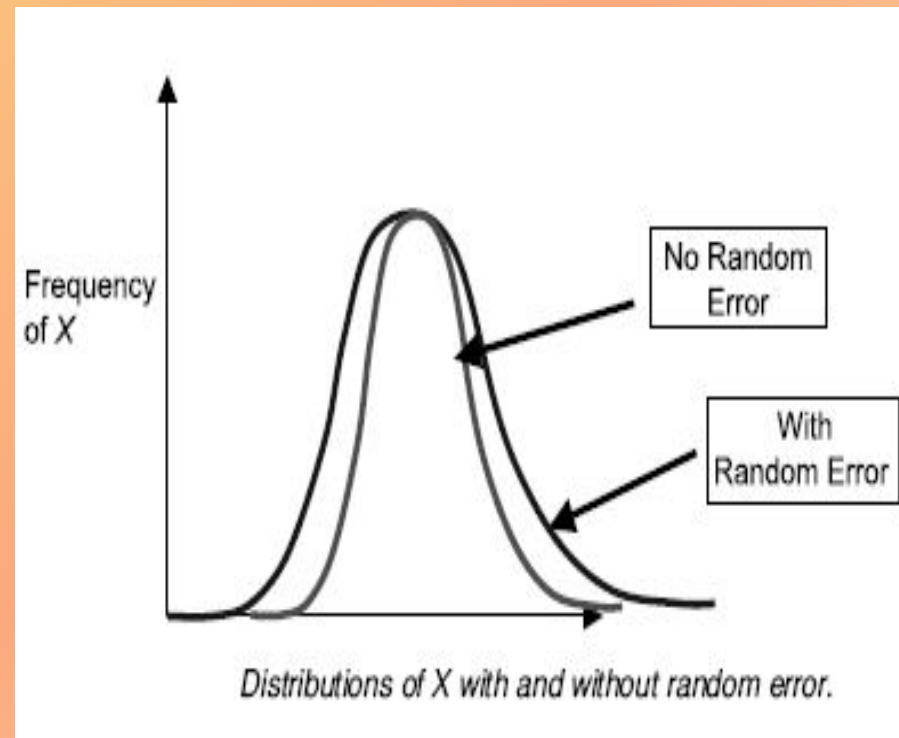 Frequency
of X
No Random
Error
With
Random Error
Distributions of X with and without random error.